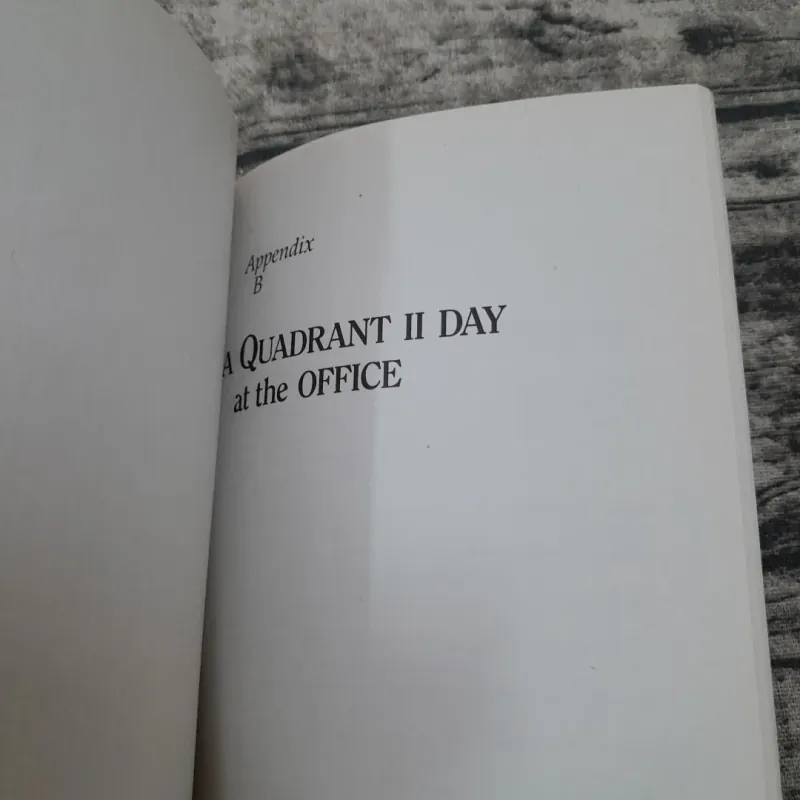 Appendix
B
A QUADRANT II DAY
at the OFFICE